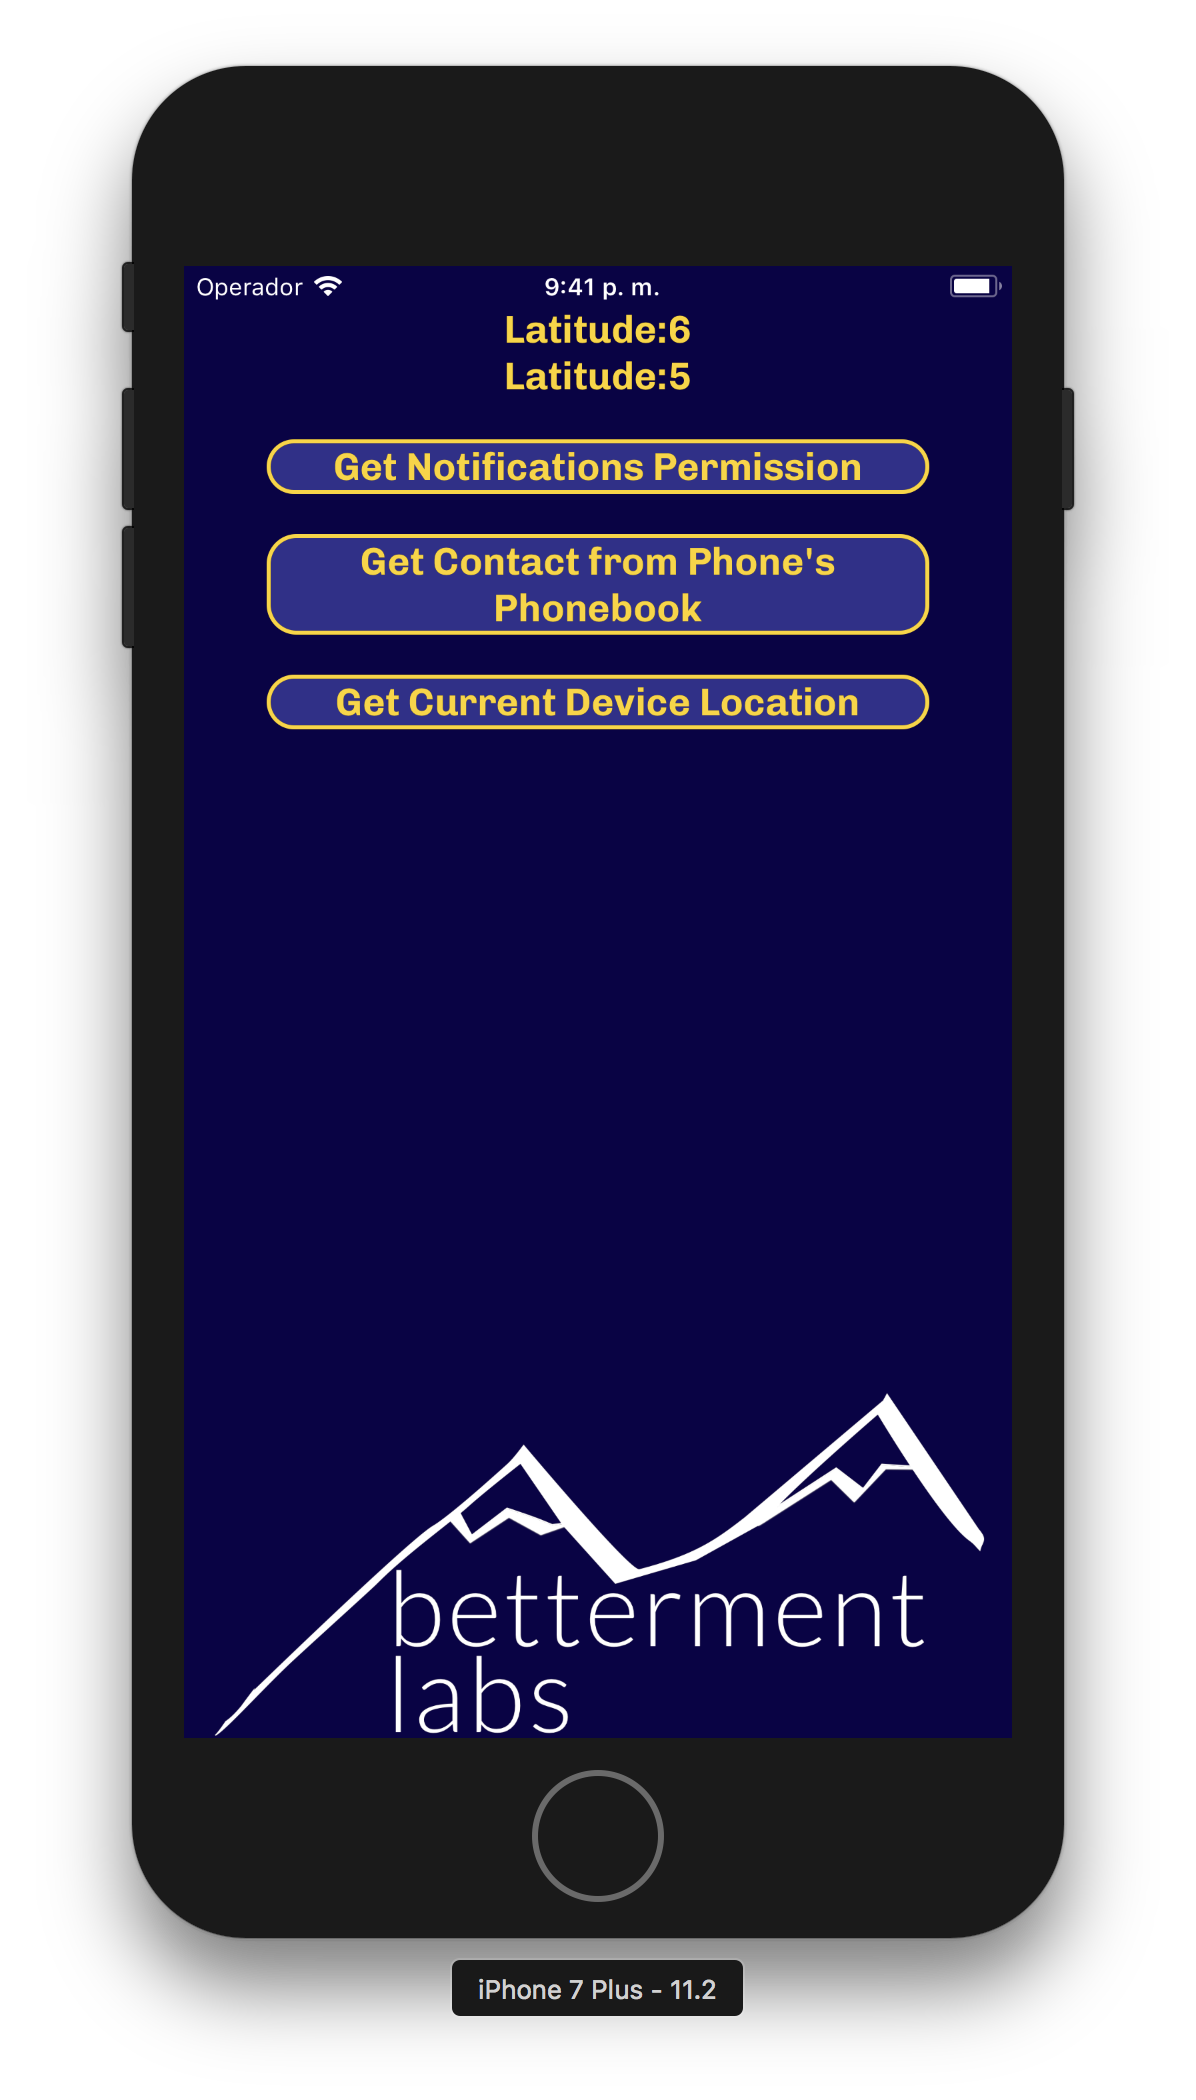 Operador 9:41 p. m.
Latitude:6
Latitude:5
Get Notifications Permission
Get Contact from Phone's
Phonebook
Get Current Device Location
betterment
labs
iPhone 7 Plus - 11.2